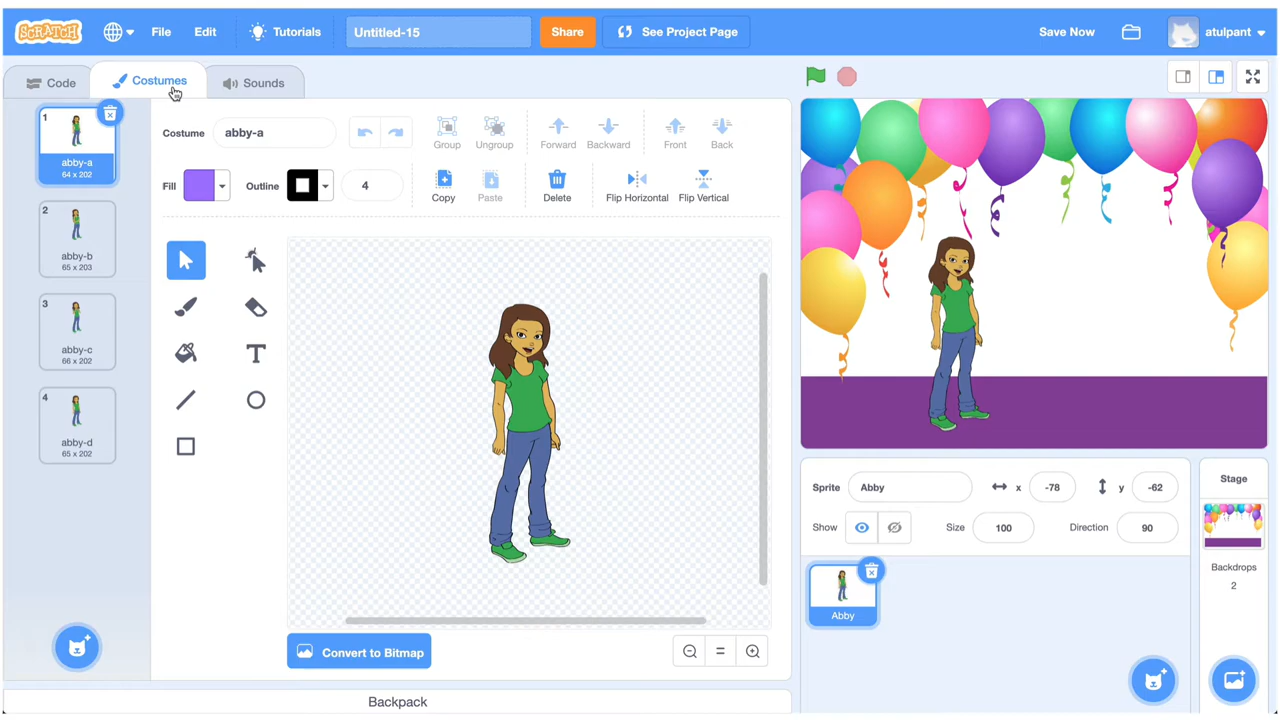 SCRATCH File Edit Tutorials Untitled-15 Share See Project Page Save Now atulpant
Code Costumes Sounds
1
abby-a
64 x 202
2
abby-b
65 x 203
3
abby-c
66 x 202
4
abby-d
65 x 202
Costume abby-a
Group Ungroup Forward Backward Front Back
Fill Outline 4
Copy Paste Delete Flip Horizontal Flip Vertical
T
Convert to Bitmap
Backpack
Sprite Abby x -78 y -62
Show Size 100 Direction 90
Abby
Stage
Backdrops
2